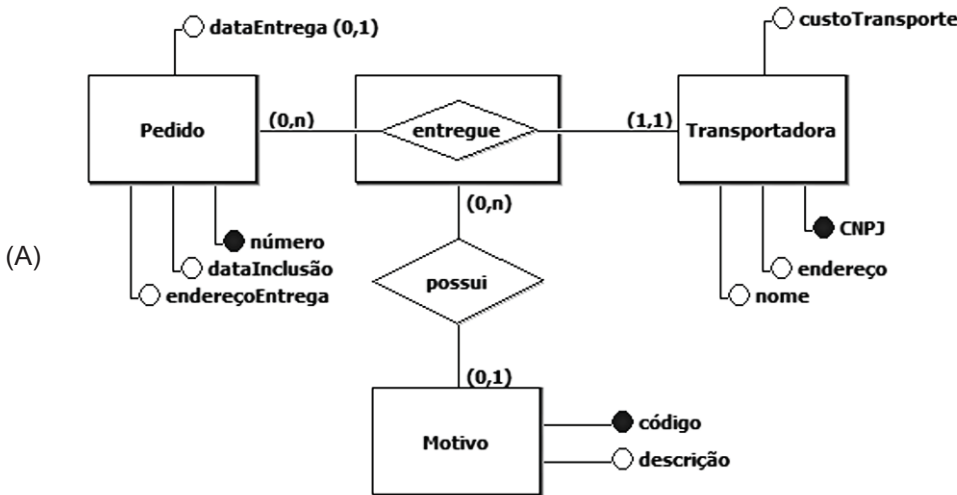 dataEntrega (0,1)
custoTransporte
Pedido
(0,n)
entregue
(1,1)
Transportadora
(0,n)
número
CNPJ
(A)
dataInclusão
endereço
endereçoEntrega
possui
nome
(0,1)
código
Motivo
descrição